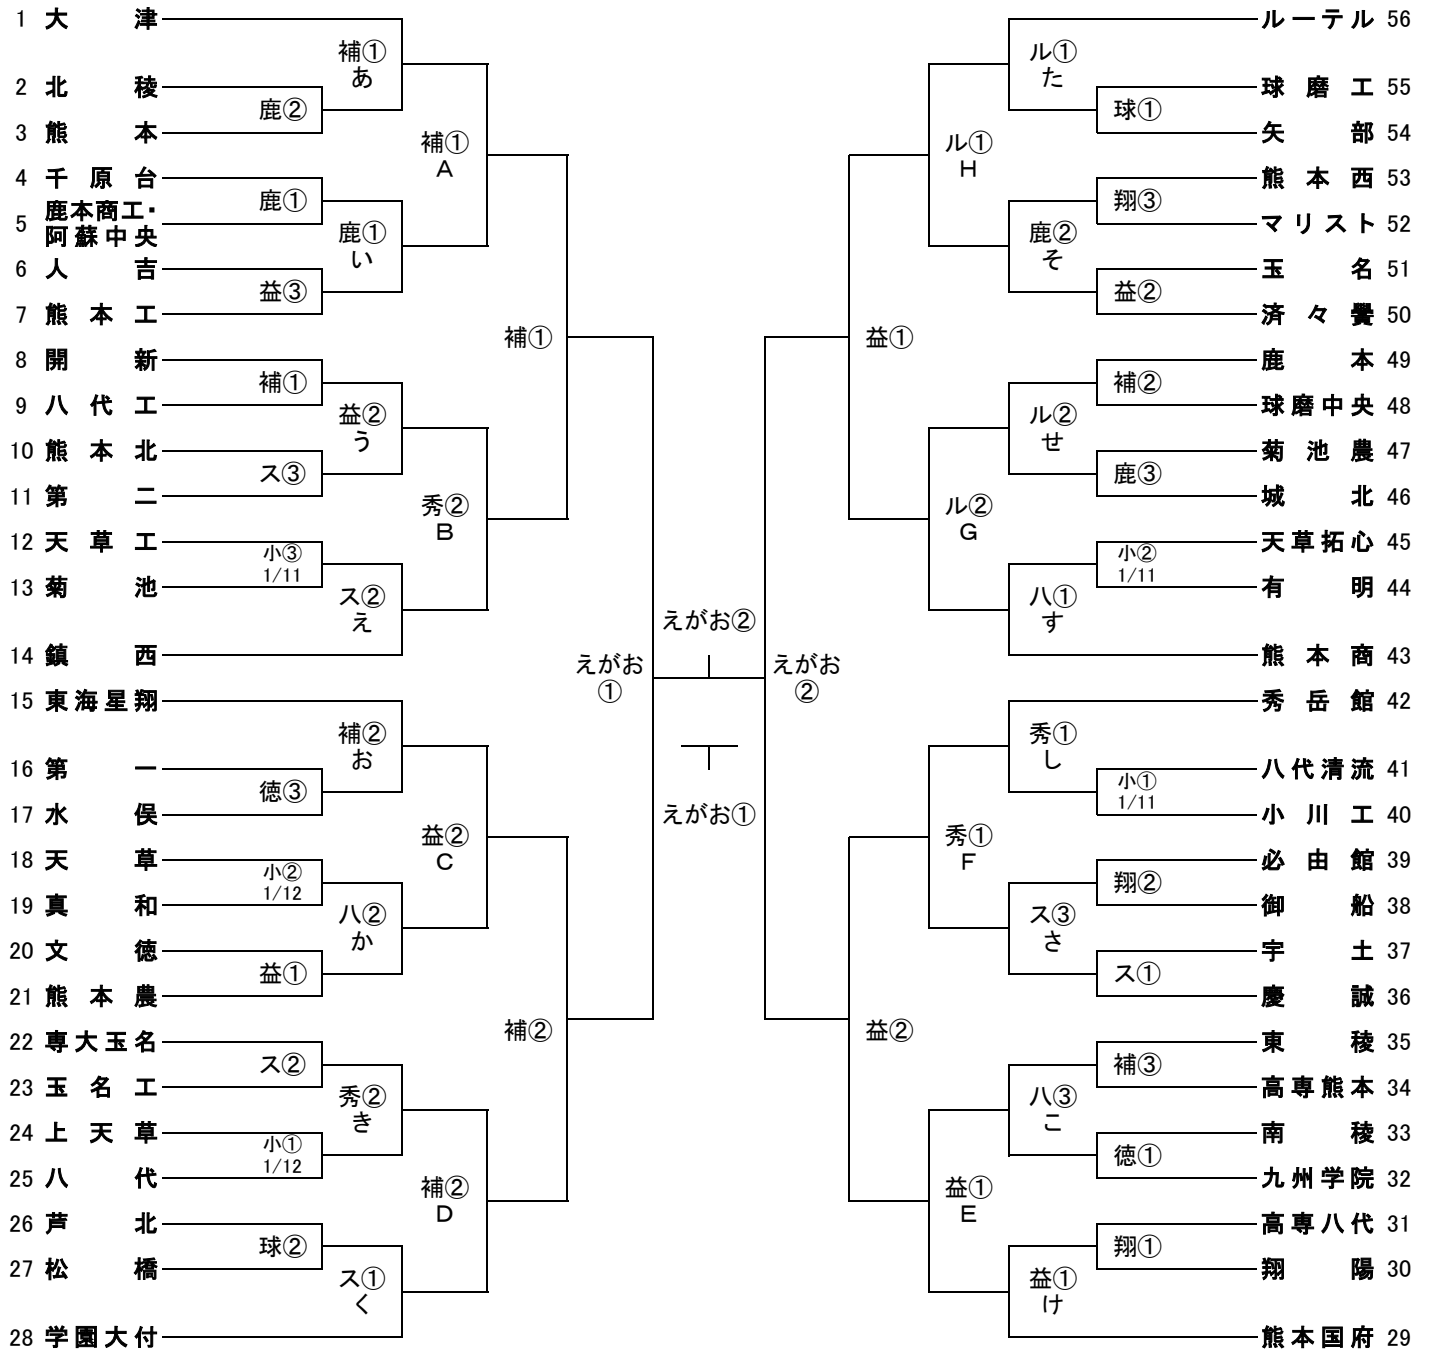 1 大津
補①
あ
2 北稜
鹿②
3 熊本
補①
A
4 千原台
鹿①
5 鹿本商工・
阿蘇中央
鹿①
い
6 人吉
益③
7 熊本工
補①
8 開新
補①
9 八代工
益②
う
10 熊本北
ス③
11 第二
秀②
B
12 天草工
小③
1/11
13 菊池
ス②
え
14 鎮西
えがお
①
15 東海星翔
補②
お
16 第一
徳③
17 水俣
益②
C
18 天草
小②
1/12
19 真和
八②
か
20 文徳
益①
21 熊本農
補②
22 専大玉名
ス②
23 玉名工
秀②
き
24 上天草
小①
1/12
25 八代
補②
D
26 芦北
球②
27 松橋
ス①
く
28 学園大付
えがお②
えがお①
ルーテル 56
ル①
た
球磨工 55
球①
矢部 54
ル①
H
熊本西 53
翔③
マリスト 52
鹿②
そ
玉名 51
益②
済々黌 50
益①
鹿本 49
補②
球磨中央 48
ル②
せ
菊池農 47
鹿③
城北 46
ル②
G
天草拓心 45
小②
1/11
有明 44
八①
す
熊本商 43
えがお
②
秀岳館 42
秀①
し
八代清流 41
小①
1/11
小川工 40
秀①
F
必由館 39
翔②
御船 38
ス③
さ
宇土 37
ス①
慶誠 36
益②
東稜 35
補③
高専熊本 34
八③
こ
南稜 33
徳①
九州学院 32
益①
E
高専八代 31
翔①
翔陽 30
益①
け
熊本国府 29